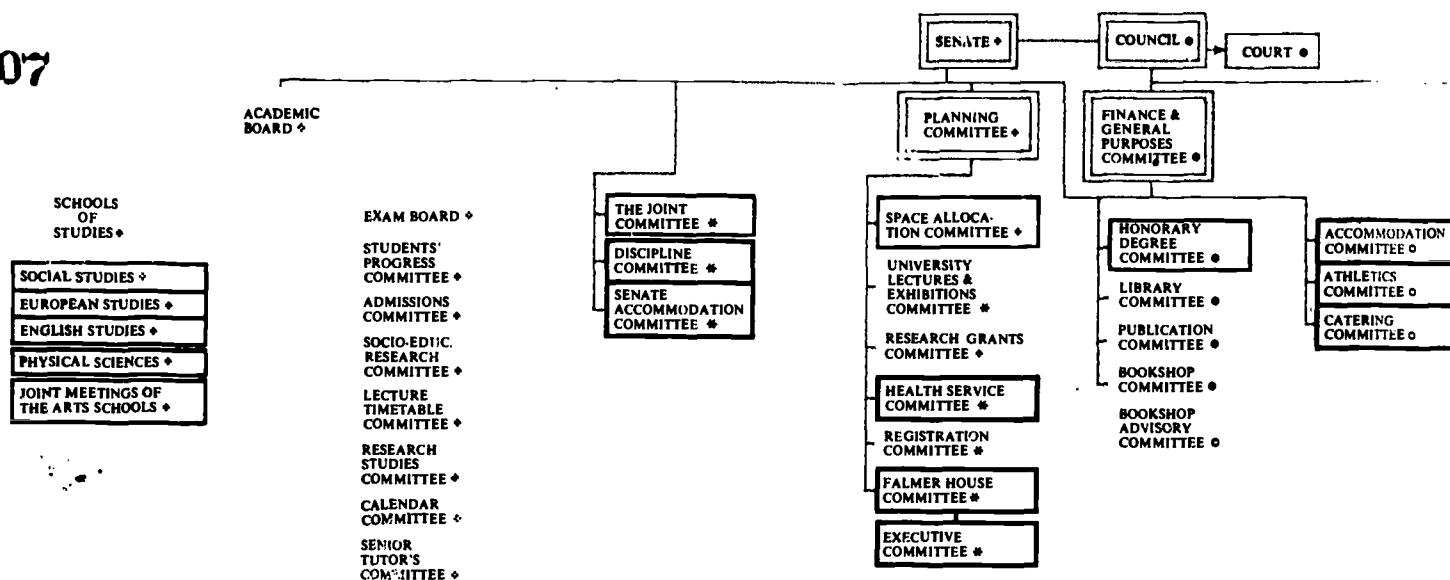 07
SENATE ♦
COUNCIL ●
COURT ●
ACADEMIC
BOARD ♦
PLANNING
COMMITTEE ♦
FINANCE &
GENERAL
PURPOSES
COMMITTEE ●
SCHOOLS
OF
STUDIES ♦
SOCIAL STUDIES ♦
EUROPEAN STUDIES ♦
ENGLISH STUDIES ♦
PHYSICAL SCIENCES ♦
JOINT MEETINGS OF
THE ARTS SCHOOLS ♦
EXAM BOARD ♦
STUDENTS'
PROGRESS
COMMITTEE ♦
ADMISSIONS
COMMITTEE ♦
SOCIO-EDUC.
RESEARCH
COMMITTEE ♦
LECTURE
TIMETABLE
COMMITTEE ♦
RESEARCH
STUDIES
COMMITTEE ♦
CALENDAR
COMMITTEE ♦
SENIOR
TUTOR'S
COMMITTEE ♦
THE JOINT
COMMITTEE *
DISCIPLINE
COMMITTEE *
SENATE
ACCOMMODATION
COMMITTEE *
SPACE ALLOCA-
TION COMMITTEE ♦
UNIVERSITY
LECTURES &
EXHIBITIONS
COMMITTEE *
RESEARCH GRANTS
COMMITTEE ♦
HEALTH SERVICE
COMMITTEE *
REGISTRATION
COMMITTEE *
FALMER HOUSE
COMMITTEE *
EXECUTIVE
COMMITTEE *
HONORARY
DEGREE
COMMITTEE ●
LIBRARY
COMMITTEE ●
PUBLICATION
COMMITTEE ●
BOOKSHOP
COMMITTEE ●
BOOKSHOP
ADVISORY
COMMITTEE ○
ACCOMMODATION
COMMITTEE ○
ATHLETICS
COMMITTEE ○
CATERING
COMMITTEE ○